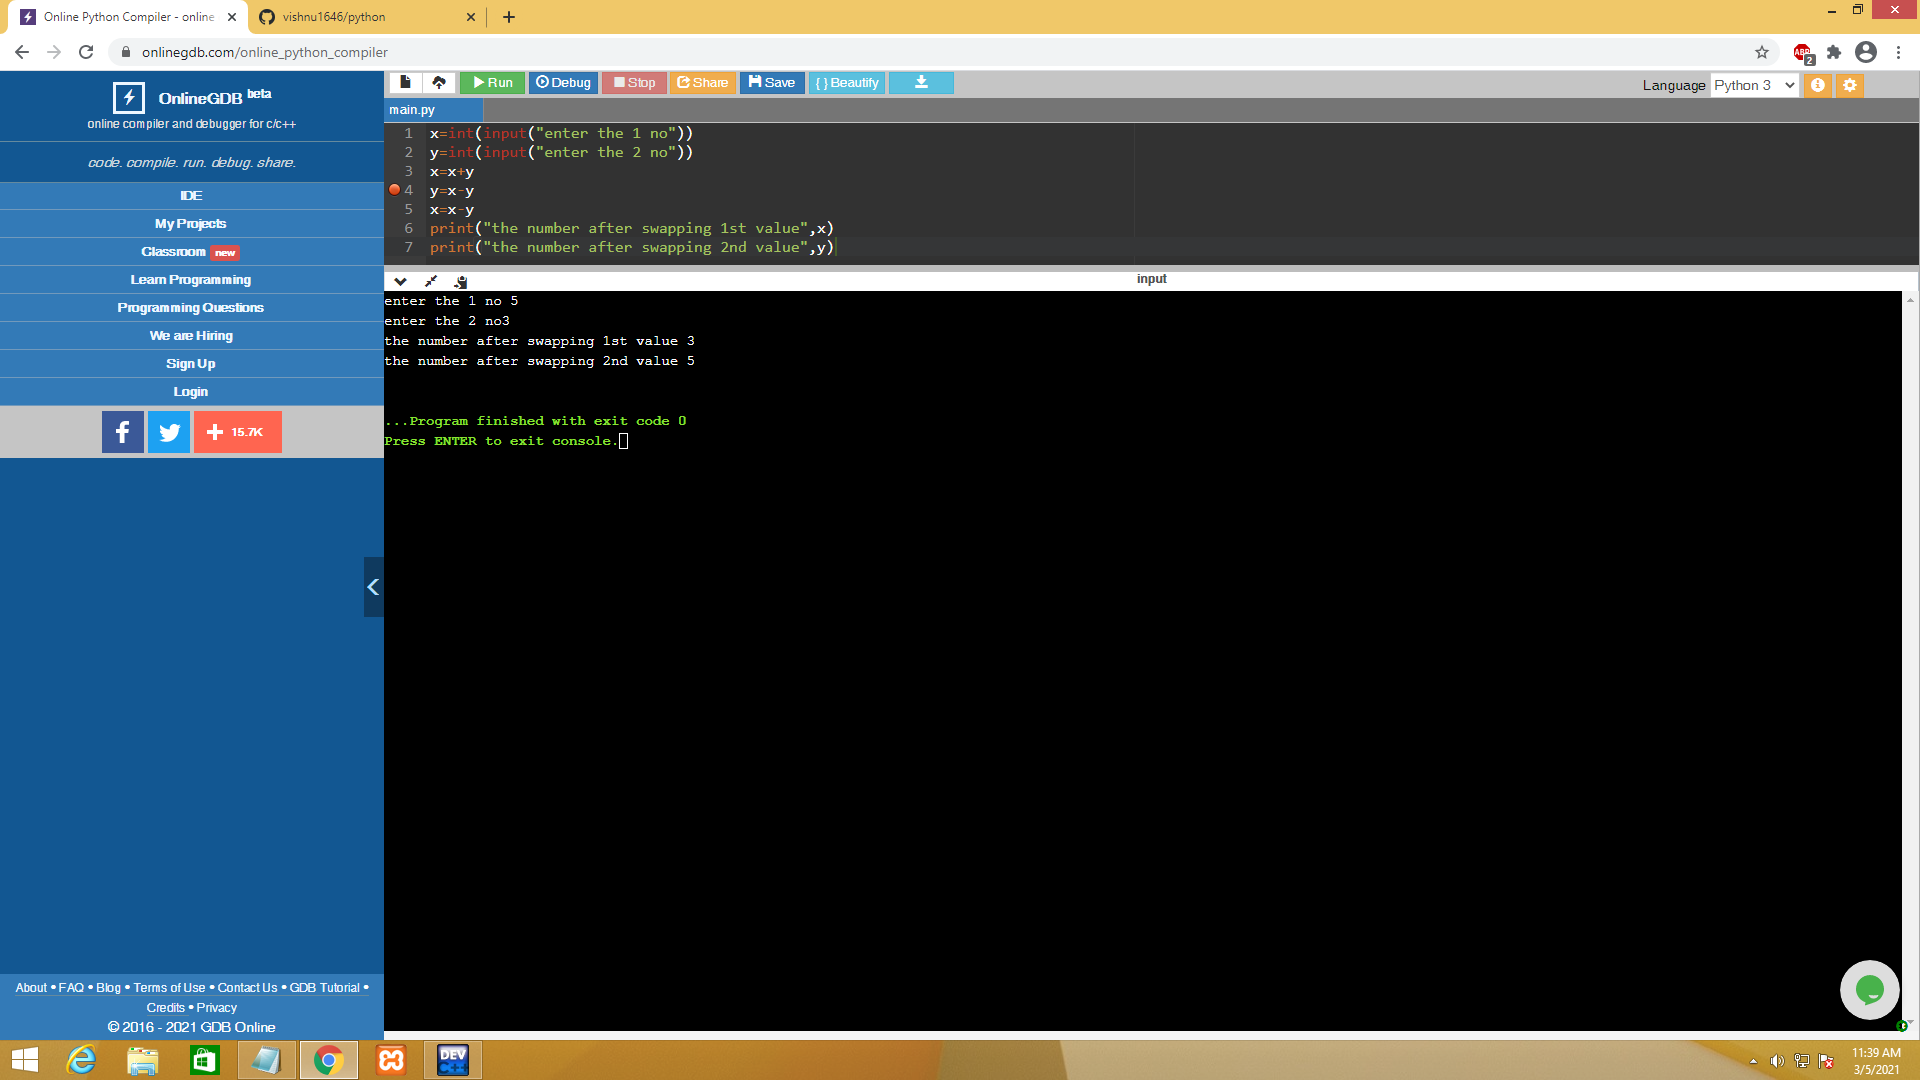 Online Python Compiler - online
vishnu1646/python
onlinegdb.com/online_python_compiler
ABP
2
OnlineGDB beta
online compiler and debugger for c/c++
code. compile. run. debug. share.
IDE
My Projects
Classroom new
Learn Programming
Programming Questions
We are Hiring
Sign Up
Login
15.7K
Run
Debug
Stop
Share
Save
{ } Beautify
Language Python 3
main.py
1 x=int(input("enter the 1 no"))
2 y=int(input("enter the 2 no"))
3 x=x+y
4 y=x-y
5 x=x-y
6 print("the number after swapping 1st value",x)
7 print("the number after swapping 2nd value",y)
input
enter the 1 no 5
enter the 2 no3
the number after swapping 1st value 3
the number after swapping 2nd value 5
...Program finished with exit code 0
Press ENTER to exit console.
About • FAQ • Blog • Terms of Use • Contact Us • GDB Tutorial •
Credits • Privacy
© 2016 - 2021 GDB Online
DEV
C++
11:39 AM
3/5/2021